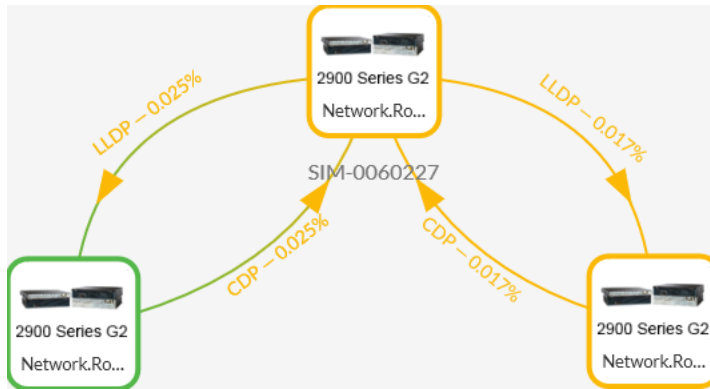 2900 Series G2
Network.Ro...
LLDP — 0.025%
LLDP — 0.017%
SIM-0060227
CDP — 0.025%
CDP — 0.017%
2900 Series G2
Network.Ro...
2900 Series G2
Network.Ro...